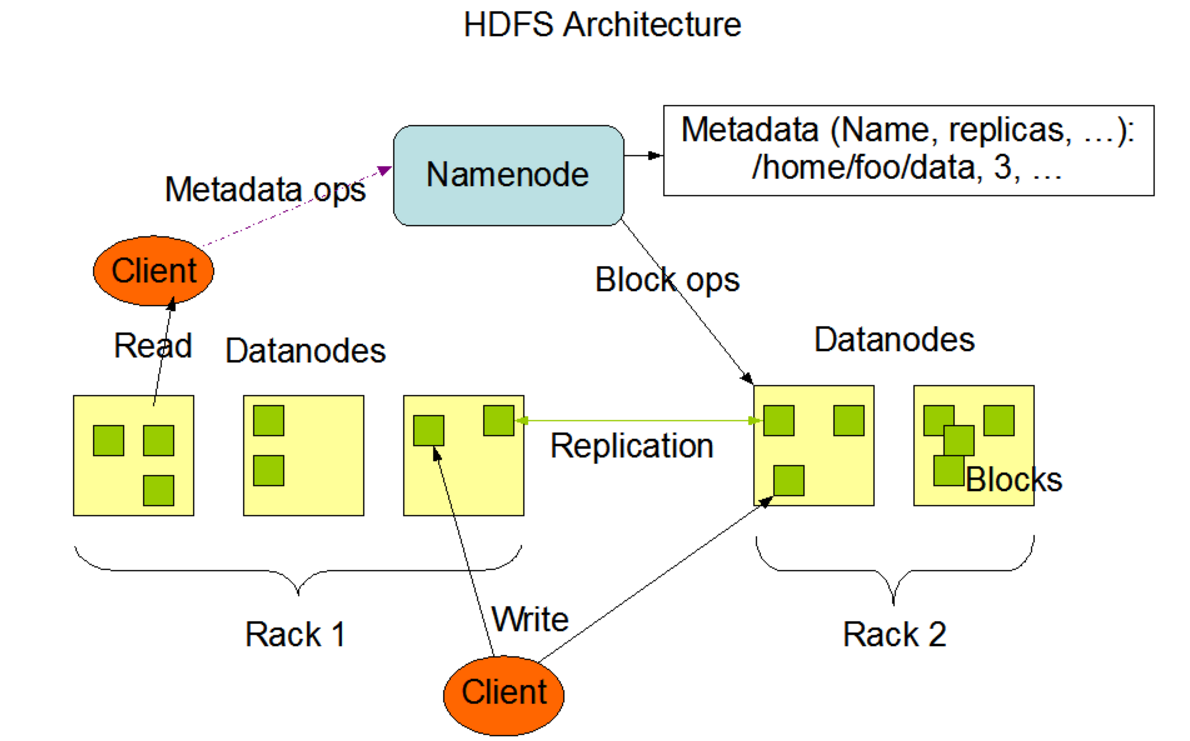 HDFS Architecture
Metadata (Name, replicas, …):
/home/foo/data, 3, …
Namenode
Metadata ops
Client
Block ops
Read
Datanodes
Datanodes
Replication
Blocks
Rack 1
Write
Rack 2
Client